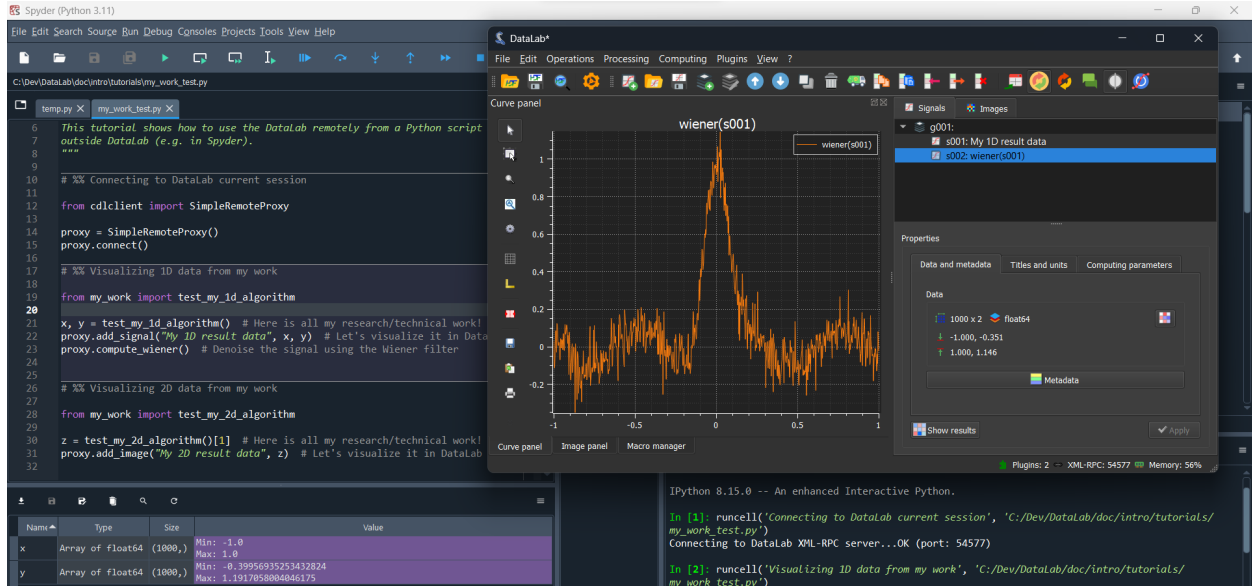 Spyder (Python 3.11)
File Edit Search Source Run Debug Consoles Projects Tools View Help
C:\Dev\DataLab\doc\intro\tutorials\my_work_test.py
temp.py
my_work_test.py
6 This tutorial shows how to use the DataLab remotely from a Python script
7 outside DataLab (e.g. in Spyder).
8 """
9
10 # %% Connecting to DataLab current session
11
12 from cdlclient import SimpleRemoteProxy
13
14 proxy = SimpleRemoteProxy()
15 proxy.connect()
16
17 # %% Visualizing 1D data from my work
18
19 from my_work import test_my_1d_algorithm
20
21 x, y = test_my_1d_algorithm()  # Here is all my research/technical work!
22 proxy.add_signal("My 1D result data", x, y)  # Let's visualize it in Data
23 proxy.compute_wiener()  # Denoise the signal using the Wiener filter
24
25
26 # %% Visualizing 2D data from my work
27
28 from my_work import test_my_2d_algorithm
29
30 z = test_my_2d_algorithm()[1]  # Here is all my research/technical work!
31 proxy.add_image("My 2D result data", z)  # Let's visualize it in DataLab
32
DataLab*
File Edit Operations Processing Computing Plugins View ?
Curve panel
wiener(s001)
wiener(s001)
1
0.8
0.6
0.4
0.2
0
-0.2
-1 -0.5 0 0.5 1
Curve panel Image panel Macro manager
Signals Images
g001:
s001: My 1D result data
s002: wiener(s001)
Properties
Data and metadata Titles and units Computing parameters
Data
1000 x 2 float64
-1.000, -0.351
1.000, 1.146
Metadata
Show results
Apply
Plugins: 2 XML-RPC: 54577 Memory: 56%
Name Type Size Value
x Array of float64 (1000,) Min: -1.0
Max: 1.0
y Array of float64 (1000,) Min: -0.39956935253432824
Max: 1.1917058004046175
IPython 8.15.0 -- An enhanced Interactive Python.
In [1]: runcell('Connecting to DataLab current session', 'C:/Dev/DataLab/doc/intro/tutorials/
my_work_test.py')
Connecting to DataLab XML-RPC server...OK (port: 54577)
In [2]: runcell('Visualizing 1D data from my work', 'C:/Dev/DataLab/doc/intro/tutorials/
my_work_test.py')